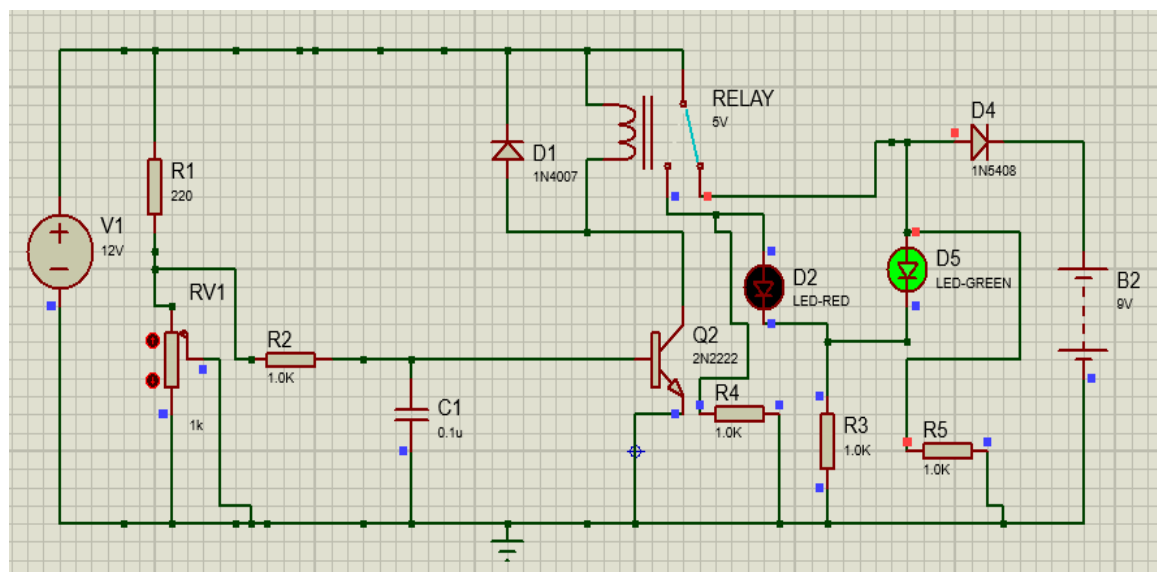 RELAY
5V
D4
1N5408
D1
1N4007
R1
220
V1
12V
RV1
1k
D2
LED-RED
D5
LED-GREEN
B2
9V
R2
1.0K
Q2
2N2222
C1
0.1u
R4
1.0K
R3
1.0K
R5
1.0K